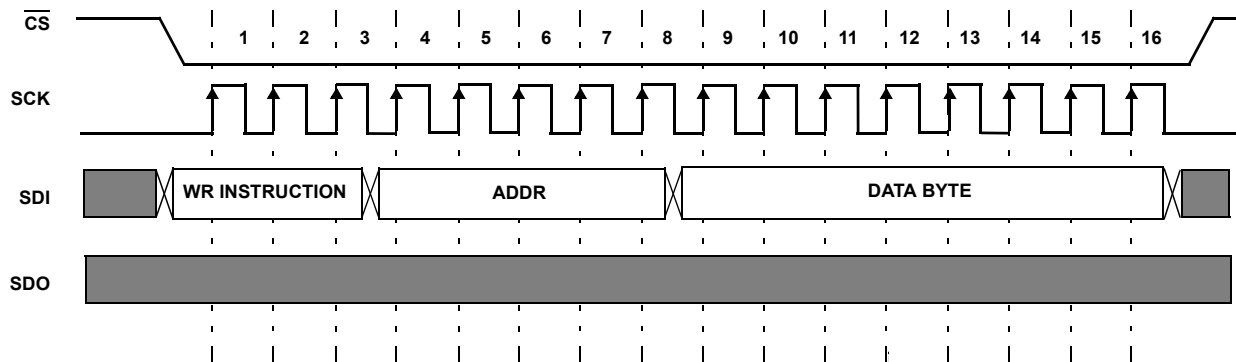 CS
1 2 3 4 5 6 7 8 9 10 11 12 13 14 15 16
SCK
SDI WR INSTRUCTION ADDR DATA BYTE
SDO